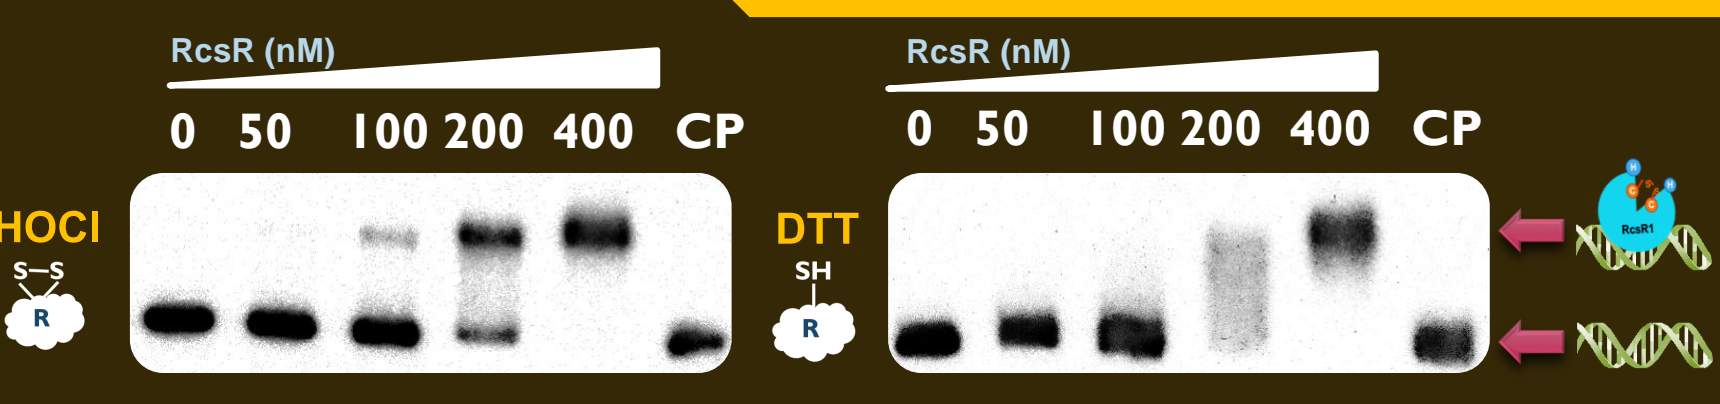 RcsR (nM)
0 50 100 200 400 CP
HOCl
S–S
R
RcsR (nM)
0 50 100 200 400 CP
DTT
SH
R
H
H
S
S
C
C
RcsR1